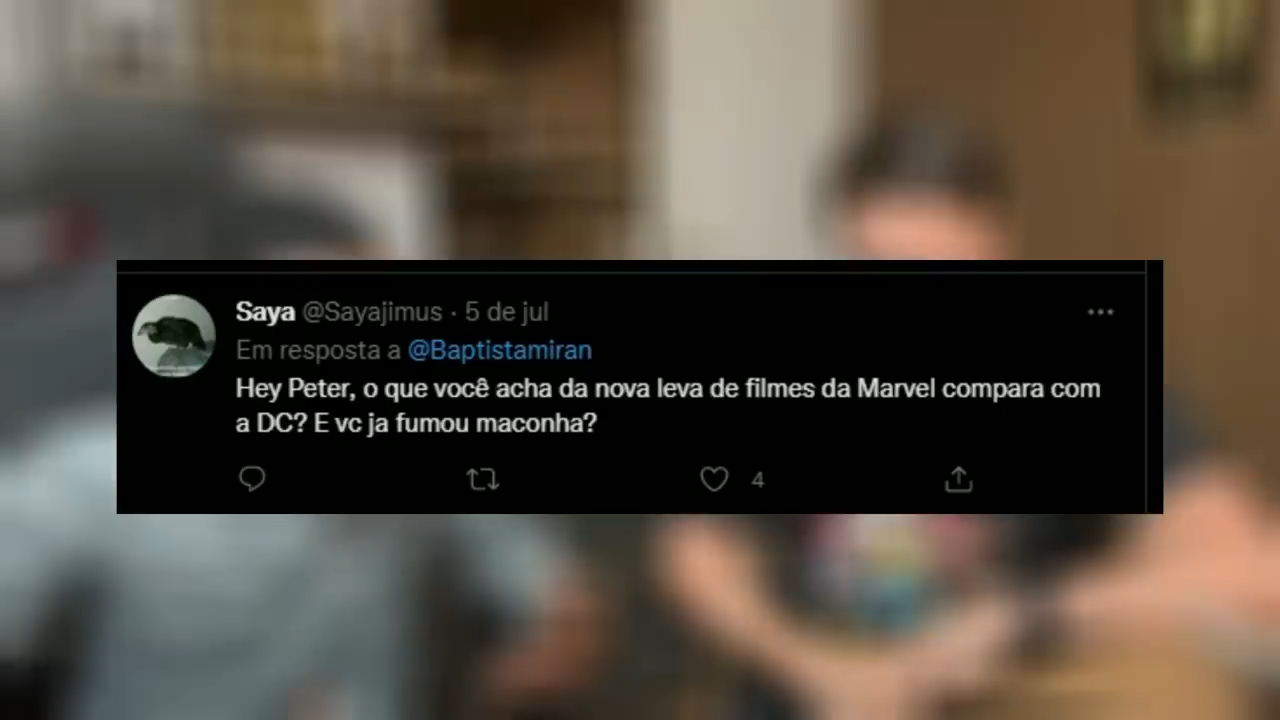 Saya @Sayajimus · 5 de jul
Em resposta a @Baptistamiran
Hey Peter, o que você acha da nova leva de filmes da Marvel compara com
a DC? E vc ja fumou maconha?
4